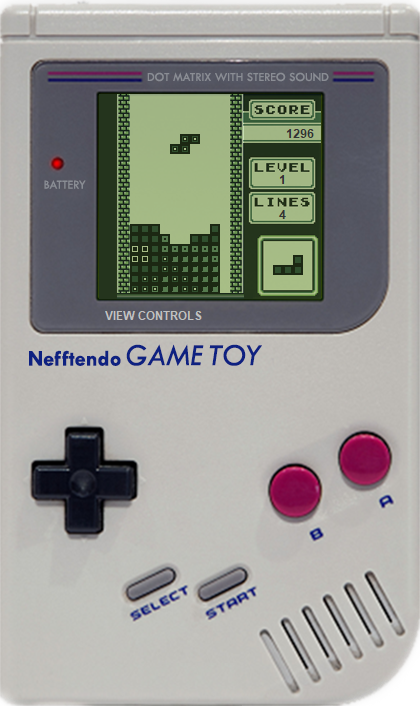 DOT MATRIX WITH STEREO SOUND
SCORE
1296
BATTERY
LEVEL
1
LINES
4
VIEW CONTROLS
Nefftendo GAME TOY
B
A
SELECT
START